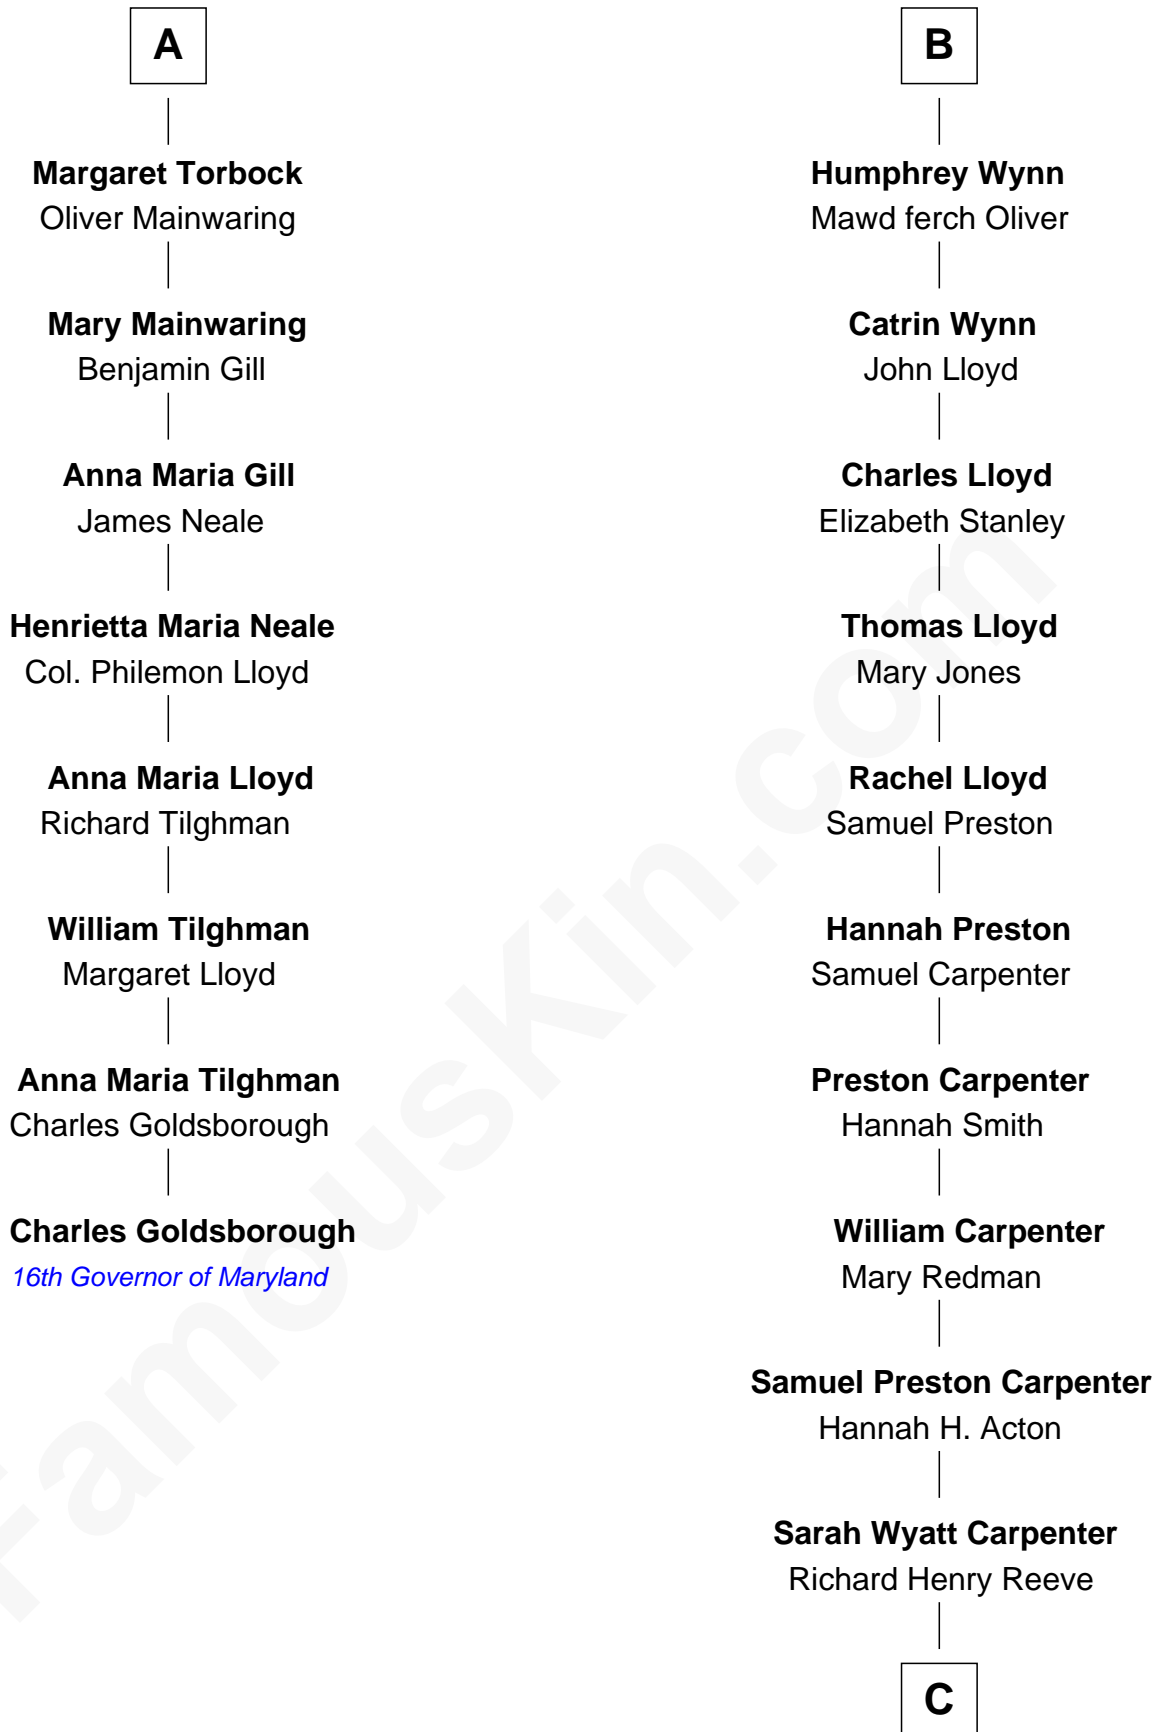 A
Margaret Torbock
Oliver Mainwaring
Mary Mainwaring
Benjamin Gill
Anna Maria Gill
James Neale
Henrietta Maria Neale
Col. Philemon Lloyd
Anna Maria Lloyd
Richard Tilghman
William Tilghman
Margaret Lloyd
Anna Maria Tilghman
Charles Goldsborough
Charles Goldsborough
16th Governor of Maryland
B
Humphrey Wynn
Mawd ferch Oliver
Catrin Wynn
John Lloyd
Charles Lloyd
Elizabeth Stanley
Thomas Lloyd
Mary Jones
Rachel Lloyd
Samuel Preston
Hannah Preston
Samuel Carpenter
Preston Carpenter
Hannah Smith
William Carpenter
Mary Redman
Samuel Preston Carpenter
Hannah H. Acton
Sarah Wyatt Carpenter
Richard Henry Reeve
C
FamousKin.com